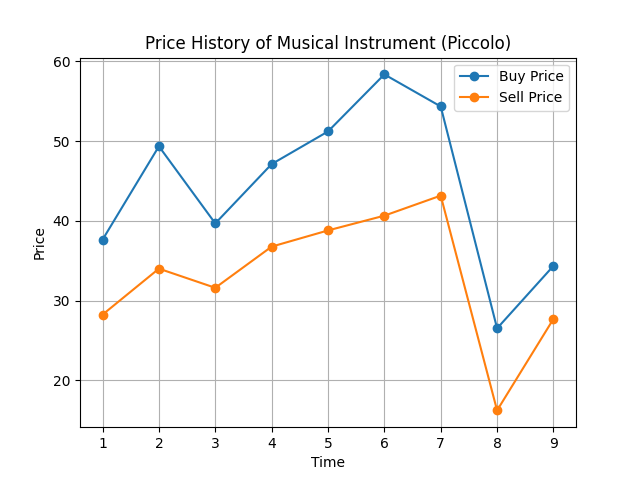 Price History of Musical Instrument (Piccolo)
Buy Price
Sell Price
60
50
40
30
20
Price
1 2 3 4 5 6 7 8 9
Time